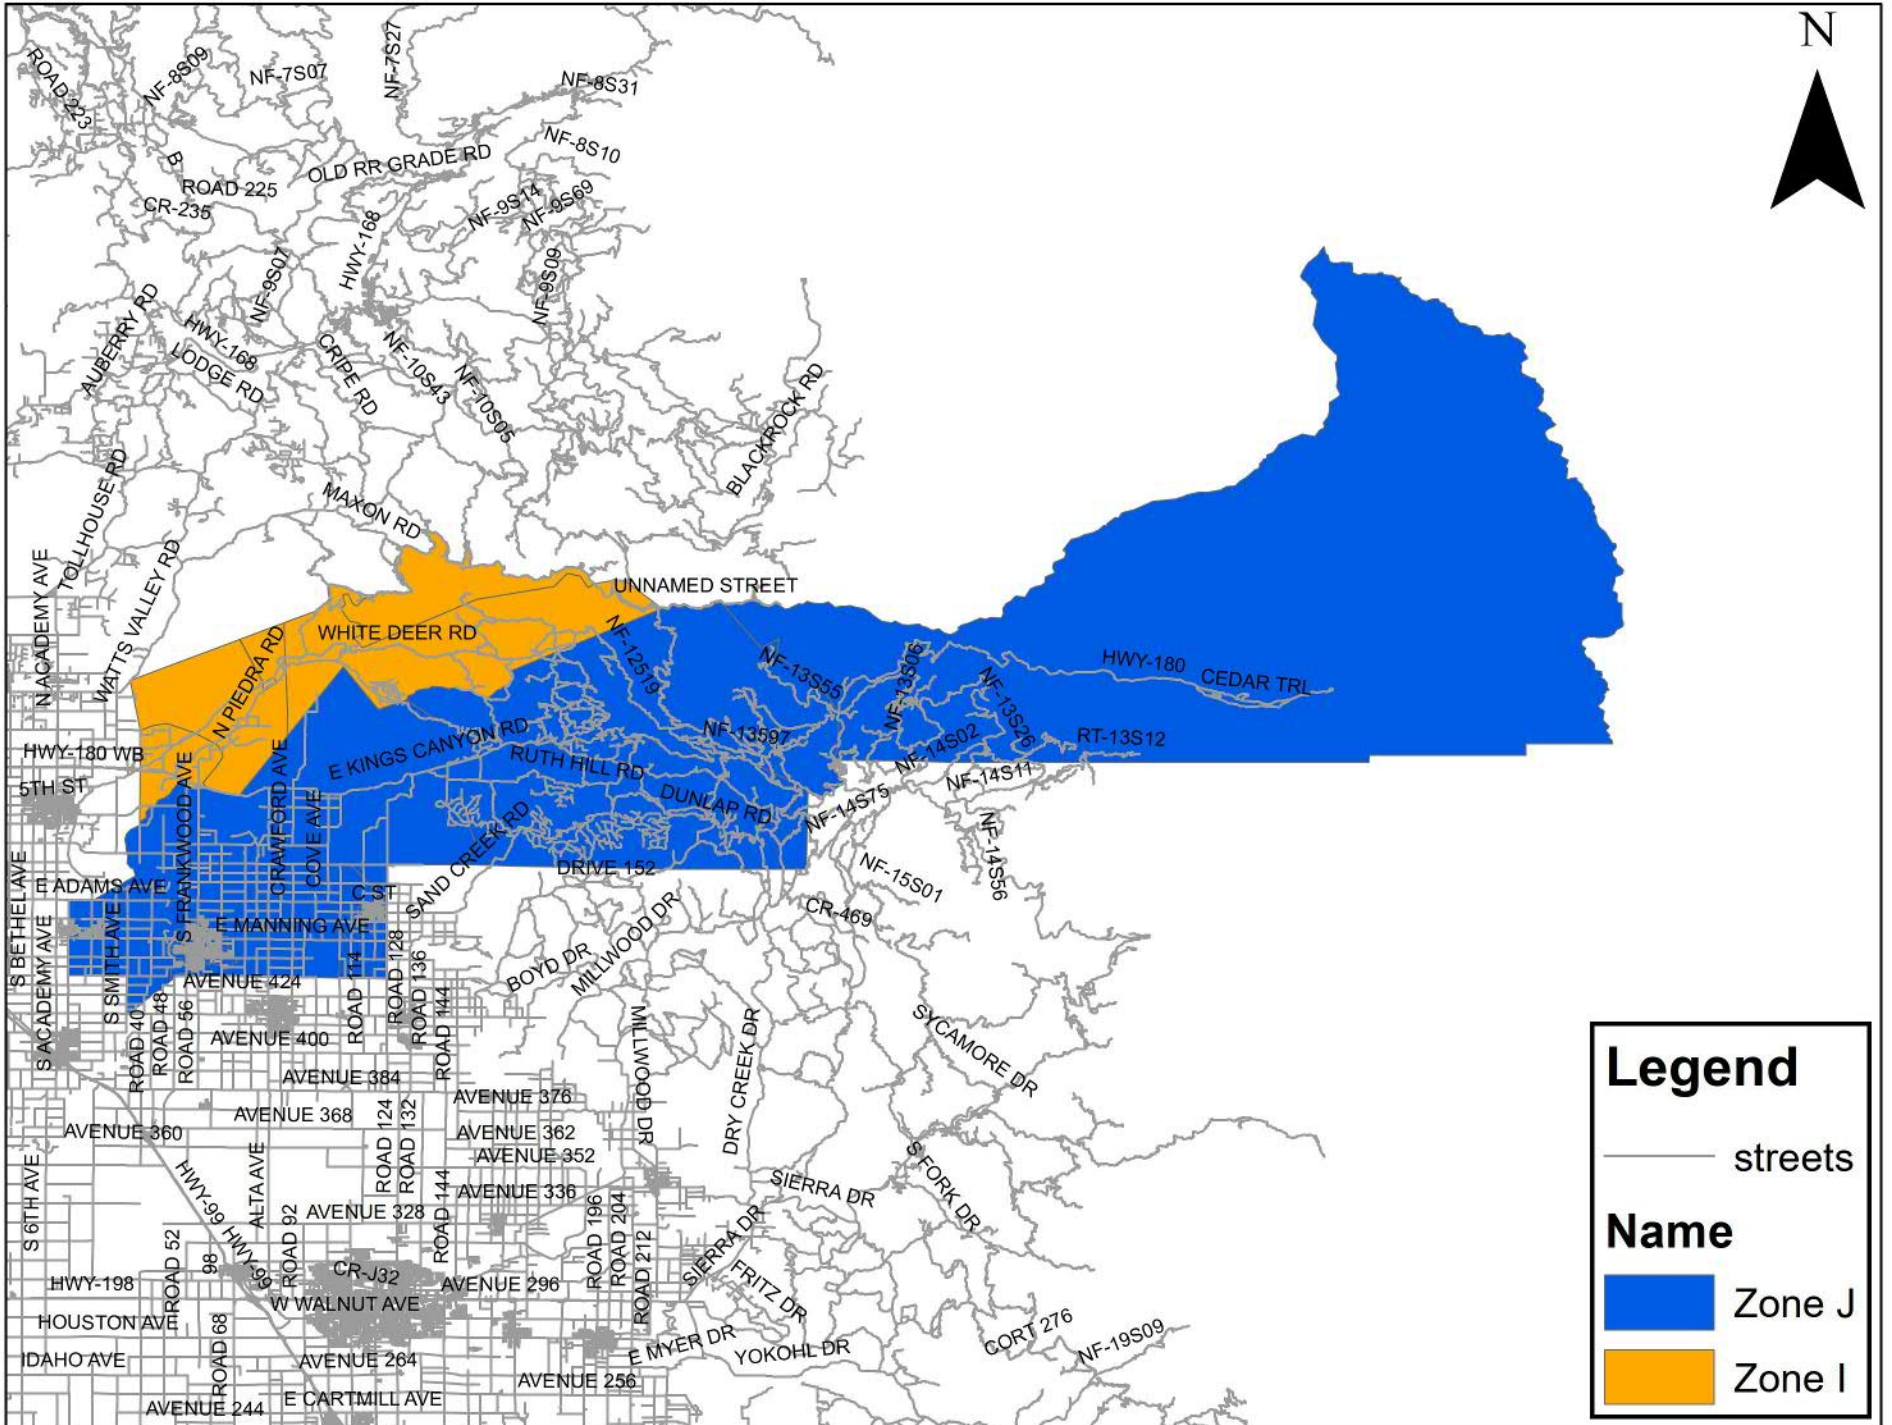 N
NF-7S27
ROAD 223
NF-8S09
NF-7S07
NF-8S31
NF-8S10
B
OLD RR GRADE RD
ROAD 225
CR-235
NF-9S14
NF-9S69
HWY-168
NF-9S07
NF-9S09
AUBERRY RD
HWY-168
LODGE RD
CRIPE RD
NF-10S43
NF-10S05
BLACKROCK RD
TOLLHOUSE RD
MAXON RD
N ACADEMY AVE
WATTS VALLEY RD
UNNAMED STREET
WHITE DEER RD
N PIEDRA RD
NF-12S19
NF-13S55
NF-13S06
HWY-180
CEDAR TRL
NF-13S26
HWY-180 WB
E KINGS CANYON RD
NF-13S97
NF-14S02
RT-13S12
5TH ST
RUTH HILL RD
NF-14S11
S FRANKWOOD AVE
CRAWFORD AVE
COVE AVE
DUNLAP RD
NF-14S75
NF-14S56
SAND CREEK RD
DRIVE 152
NF-15S01
S BETHEL AVE
E ADAMS AVE
C ST
CR-469
S ACADEMY AVE
S SMITH AVE
E MANNING AVE
MILLWOOD DR
BOYD DR
AVENUE 424
ROAD 114
ROAD 128
ROAD 136
ROAD 40
ROAD 48
ROAD 56
ROAD 144
AVENUE 400
MILLWOOD DR
DRY CREEK DR
SYCAMORE DR
AVENUE 384
AVENUE 376
AVENUE 368
ROAD 124
ROAD 132
AVENUE 360
AVENUE 362
AVENUE 352
S 6TH AVE
HWY-99
ALTA AVE
ROAD 144
AVENUE 336
SIERRA DR
S FORK DR
ROAD 92
AVENUE 328
ROAD 196
ROAD 204
ROAD 212
SIERRA DR
ROAD 52
98
HWY-99
CR-J32
HWY-198
AVENUE 296
FRITZ DR
W WALNUT AVE
HOUSTON AVE
ROAD 68
CORT 276
NF-19S09
E MYER DR
YOKOHL DR
IDAHO AVE
AVENUE 264
AVENUE 256
E CARTMILL AVE
AVENUE 244
Legend
streets
Name
Zone J
Zone I